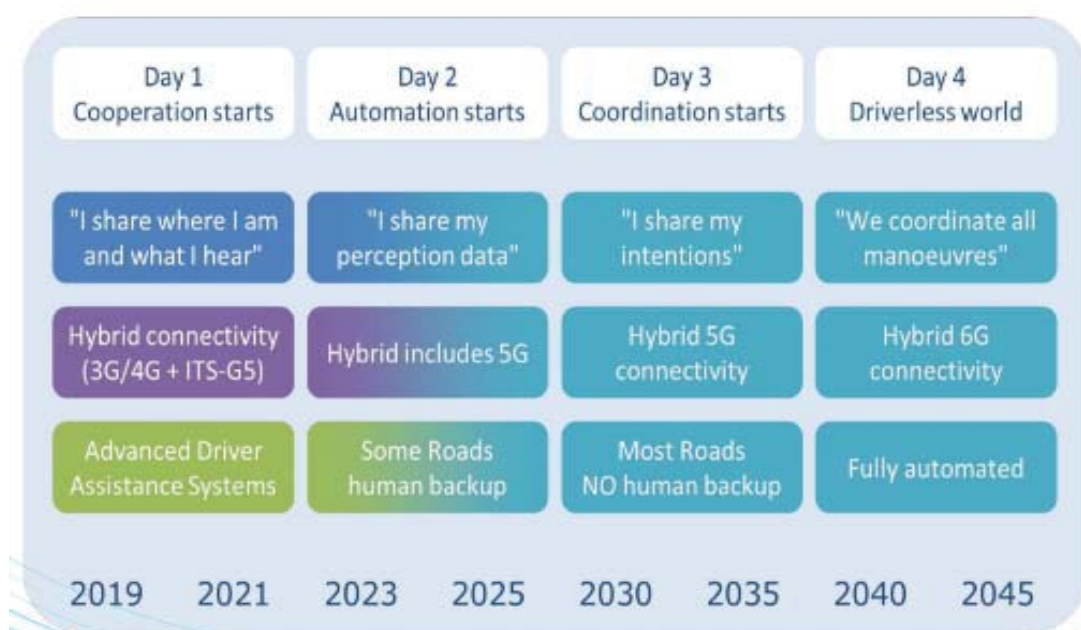 Day 1
Cooperation starts
Day 2
Automation starts
Day 3
Coordination starts
Day 4
Driverless world
"I share where I am
and what I hear"
"I share my
perception data"
"I share my
intentions"
"We coordinate all
manoeuvres"
Hybrid connectivity
(3G/4G + ITS-G5)
Hybrid includes 5G
Hybrid 5G
connectivity
Hybrid 6G
connectivity
Advanced Driver
Assistance Systems
Some Roads
human backup
Most Roads
NO human backup
Fully automated
2019 2021 2023 2025 2030 2035 2040 2045